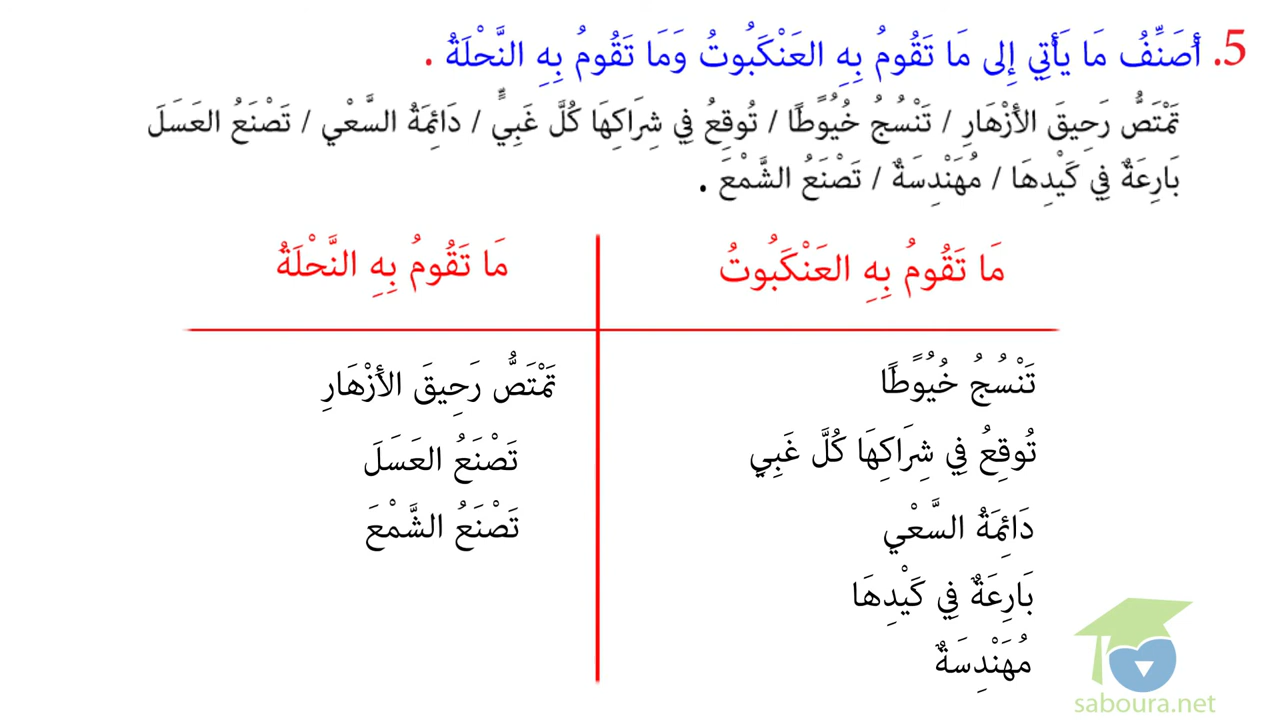 5. أُصَنِّفُ مَا يَأْتِي إِلى مَا تَقُومُ بِهِ العَنْكَبُوتُ وَمَا تَقُومُ بِهِ النَّحْلَةُ .
تَمْتَصُّ رَحِيقَ الأَزْهَارِ / تَنْسُجُ خُيُوطًا / تُوقِعُ فِي شِرَاكِهَا كُلَّ غَبِيٍّ / دَائِمَةُ السَّعْيِ / تَصْنَعُ العَسَلَ
بَارِعَةٌ فِي كَيْدِهَا / مُهَنْدِسَةٌ / تَصْنَعُ الشَّمْعَ .
مَا تَقُومُ بِهِ العَنْكَبُوتُ
مَا تَقُومُ بِهِ النَّحْلَةُ
تَنْسُجُ خُيُوطًا
تَمْتَصُّ رَحِيقَ الأَزْهَارِ
تُوقِعُ فِي شِرَاكِهَا كُلَّ غَبِيٍ
تَصْنَعُ العَسَلَ
دَائِمَةُ السَّعْيِ
تَصْنَعُ الشَّمْعَ
بَارِعَةٌ فِي كَيْدِهَا
مُهَنْدِسَةٌ
saboura.net